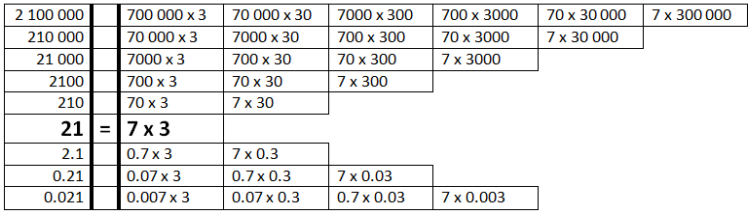 2 100 000 700 000 x 3 70 000 x 30 7000 x 300 700 x 3000 70 x 30 000 7 x 300 000
210 000 70 000 x 3 7000 x 30 700 x 300 70 x 3000 7 x 30 000
21 000 7000 x 3 700 x 30 70 x 300 7 x 3000
2100 700 x 3 70 x 30 7 x 300
210 70 x 3 7 x 30
21 = 7 x 3
2.1 0.7 x 3 7 x 0.3
0.21 0.07 x 3 0.7 x 0.3 7 x 0.03
0.021 0.007 x 3 0.07 x 0.3 0.7 x 0.03 7 x 0.003